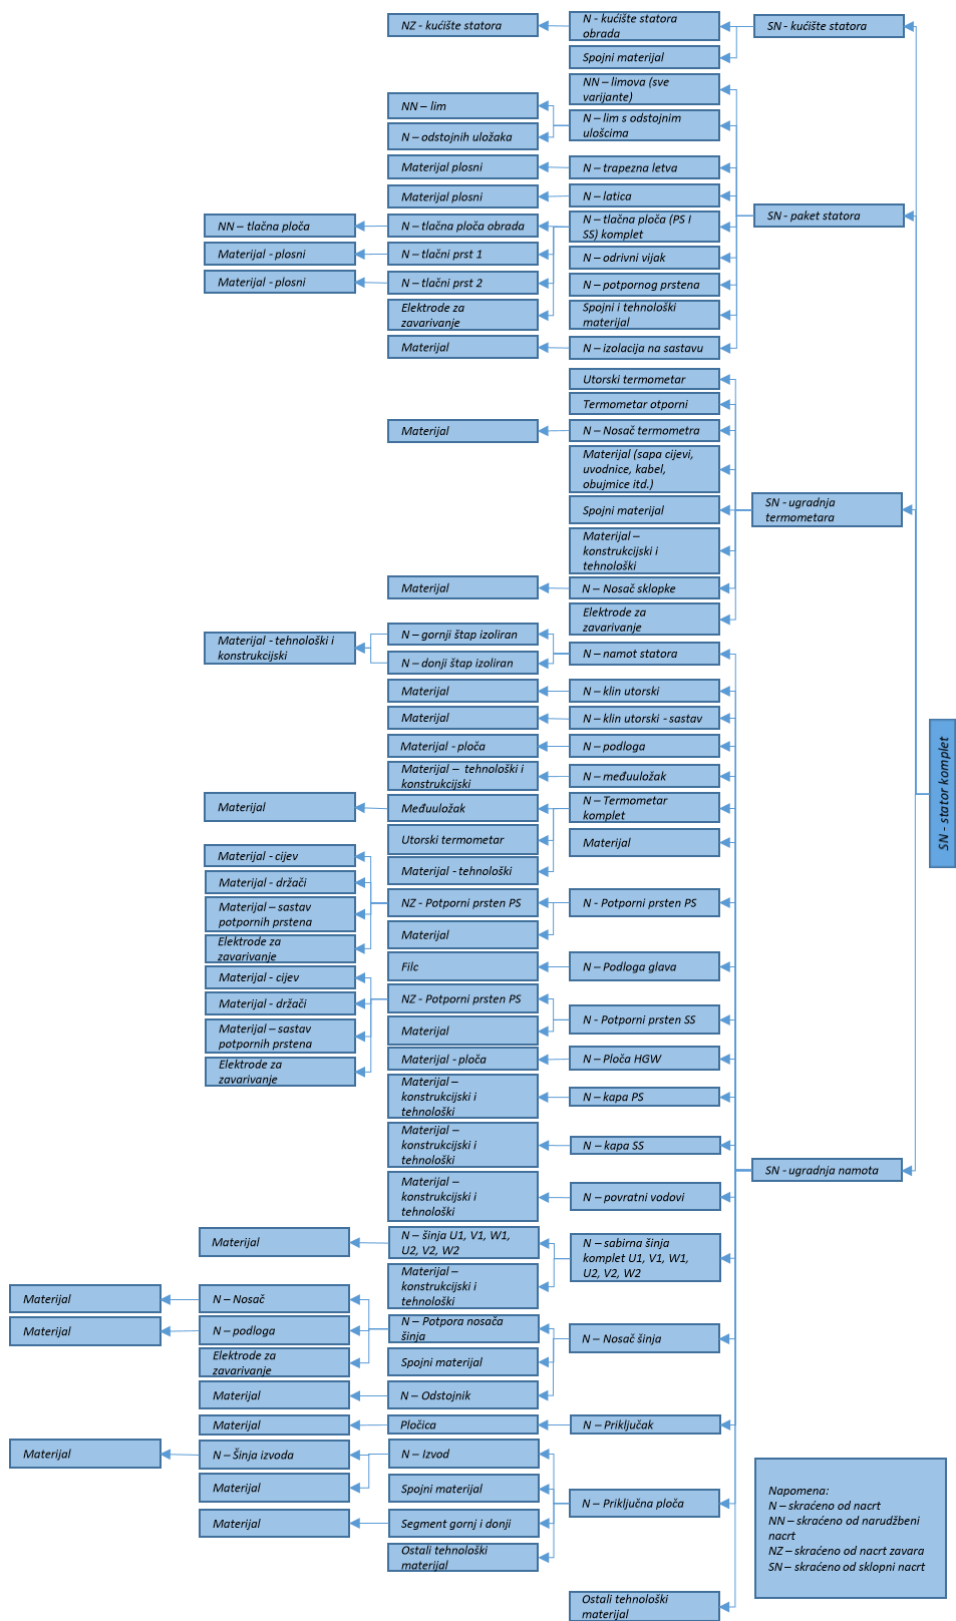 NZ - kućište statora
N - kućište statora
obrada
SN - kućište statora
Spojni materijal
NN – limova (sve
varijante)
NN – lim
N – lim s odstojnim
ulošcima
N – odstojnih uložaka
Materijal plosni
N – trapezna letva
Materijal plosni
N – latica
SN - paket statora
NN – tlačna ploča
N – tlačna ploča obrada
N – tlačna ploča (PS I
SS) komplet
Materijal - plosni
N – tlačni prst 1
N – odrivni vijak
Materijal - plosni
N – tlačni prst 2
N – potpornog prstena
Elektrode za
zavarivanje
Spojni i tehnološki
materijal
Materijal
N – izolacija na sastavu
Utorski termometar
Termometar otporni
Materijal
N – Nosač termometra
Materijal (sapa cijevi,
uvodnice, kabel,
obujmice itd.)
Spojni materijal
SN - ugradnja
termometara
Materijal –
konstrukcijski i
tehnološki
Materijal
N – Nosač sklopke
Elektrode za
zavarivanje
Materijal - tehnološki i
konstrukcijski
N – gornji štap izoliran
N – donji štap izoliran
N – namot statora
Materijal
N – klin utorski
Materijal
N – klin utorski - sastav
Materijal - ploča
N – podloga
Materijal – tehnološki i
konstrukcijski
N – međuuložak
Materijal
Međuuložak
N – Termometar
komplet
Utorski termometar
Materijal
Materijal - tehnološki
SN - stator komplet
Materijal - cijev
Materijal - držači
Materijal – sastav
potpornih prstena
Elektrode za
zavarivanje
NZ - Potporni prsten PS
N - Potporni prsten PS
Materijal
Filc
N – Podloga glava
Materijal - cijev
Materijal - držači
Materijal – sastav
potpornih prstena
Elektrode za
zavarivanje
NZ - Potporni prsten PS
Materijal
N - Potporni prsten SS
Materijal - ploča
N – Ploča HGW
Materijal –
konstrukcijski i
tehnološki
N – kapa PS
Materijal –
konstrukcijski i
tehnološki
N – kapa SS
SN - ugradnja namota
Materijal –
konstrukcijski i
tehnološki
N – povratni vodovi
Materijal
N – šinja U1, V1, W1,
U2, V2, W2
N – sabirna šinja
komplet U1, V1, W1,
U2, V2, W2
Materijal –
konstrukcijski i
tehnološki
Materijal
N – Nosač
N – Potpora nosača
šinja
N – Nosač šinja
Materijal
N – podloga
Elektrode za
zavarivanje
Spojni materijal
Materijal
N – Odstojnik
Materijal
Pločica
N – Priključak
Materijal
N – Šinja izvoda
N – Izvod
Materijal
Spojni materijal
N – Priključna ploča
Materijal
Segment gornj i donji
Ostali tehnološki
materijal
Ostali tehnološki
materijal
Napomena:
N – skraćeno od nacrt
NN – skraćeno od narudžbeni
nacrt
NZ – skraćeno od nacrt zavara
SN – skraćeno od sklopni nacrt